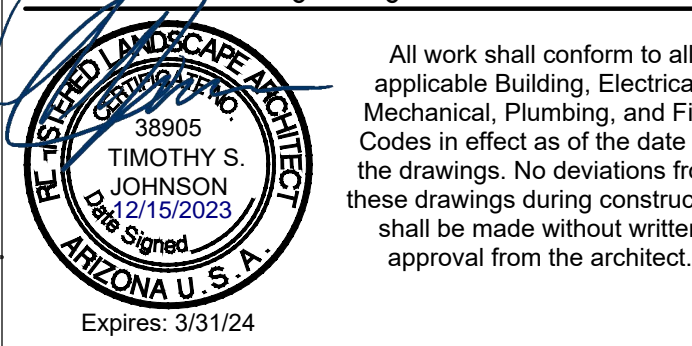 REGISTERED LANDSCAPE ARCHITECT
CERTIFICATE NO.
38905
TIMOTHY S.
JOHNSON
12/15/2023
Date Signed
ARIZONA U.S.A.
Expires: 3/31/24
All work shall conform to all
applicable Building, Electrica
Mechanical, Plumbing, and Fi
Codes in effect as of the date
the drawings. No deviations fro
these drawings during construc
shall be made without written
approval from the architect.